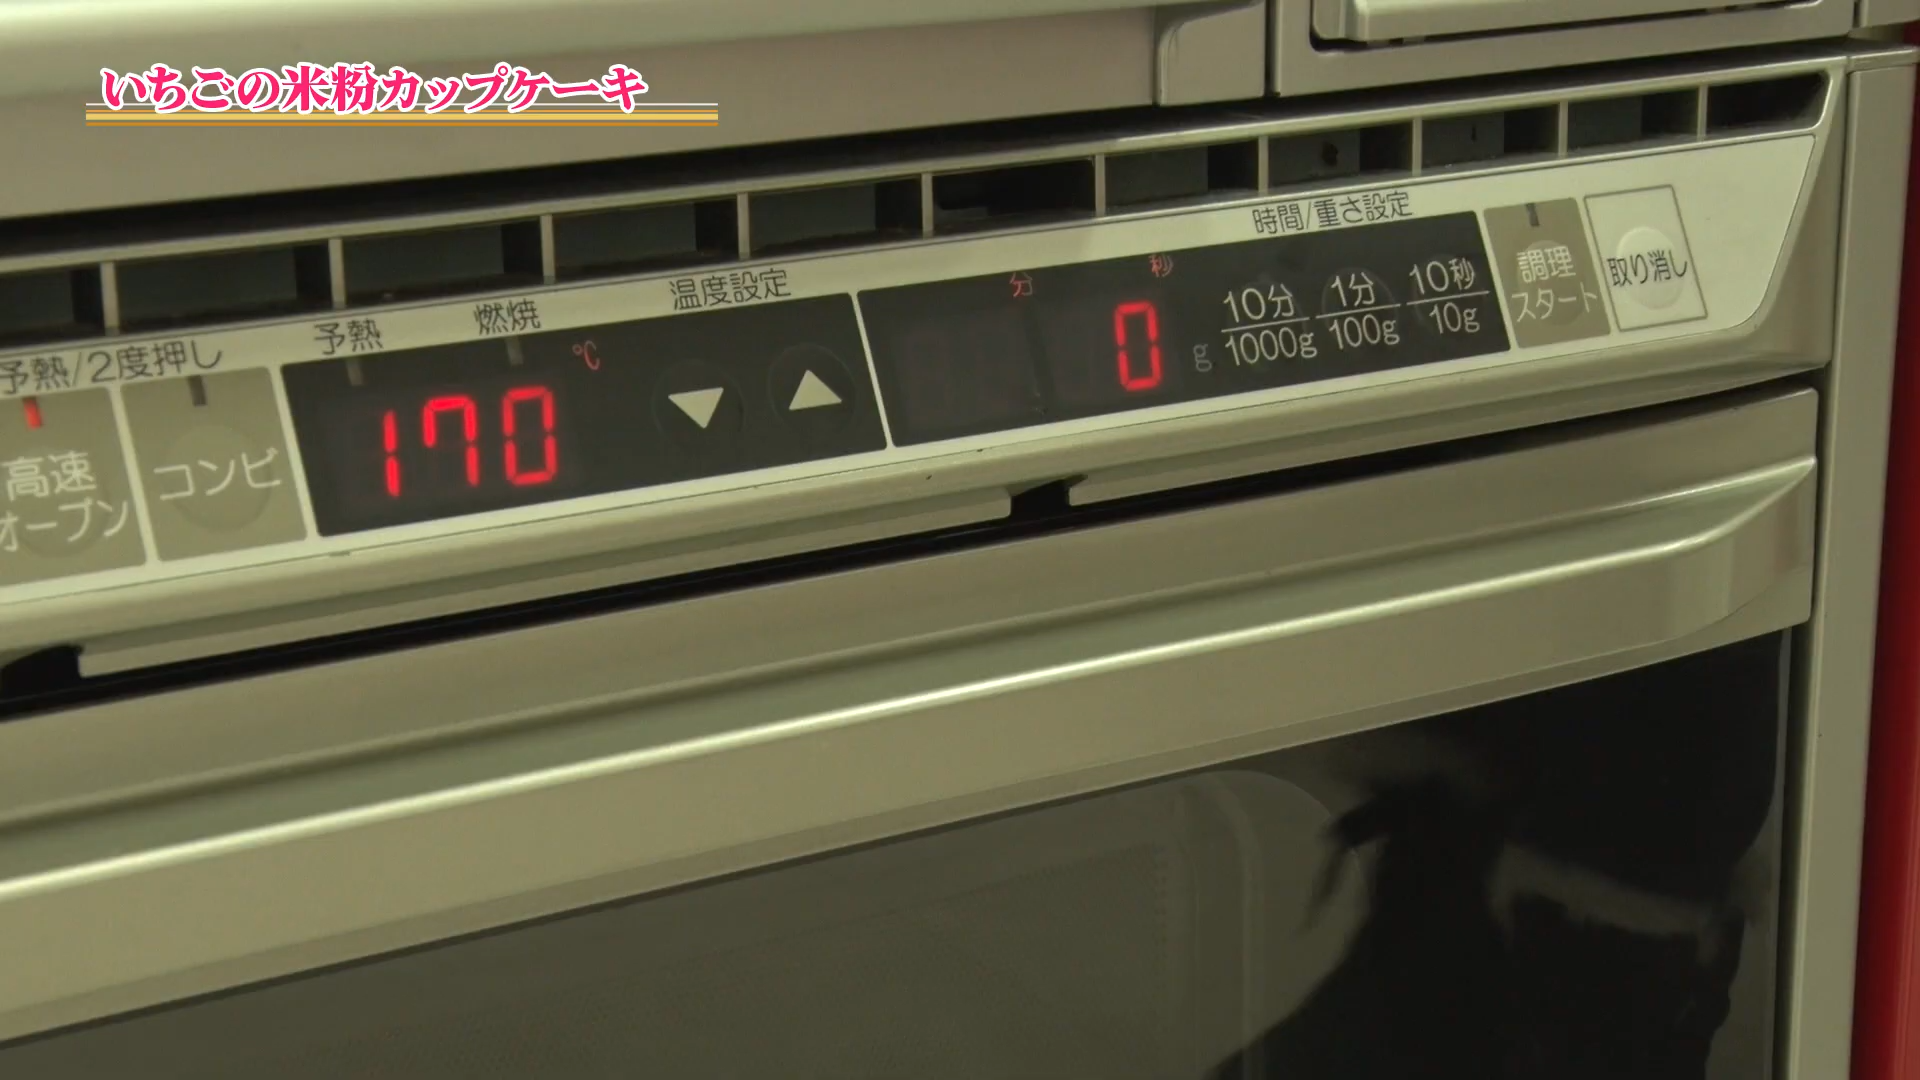 いちごの米粉カップケーキ
予熱/2度押し
高速
オーブン
コンビ
予熱
燃焼
温度設定
℃
170
▼ ▲
時間/重さ設定
分
秒
0
g
10分
1000g
1分
100g
10秒
10g
調理
スタート
取り消し